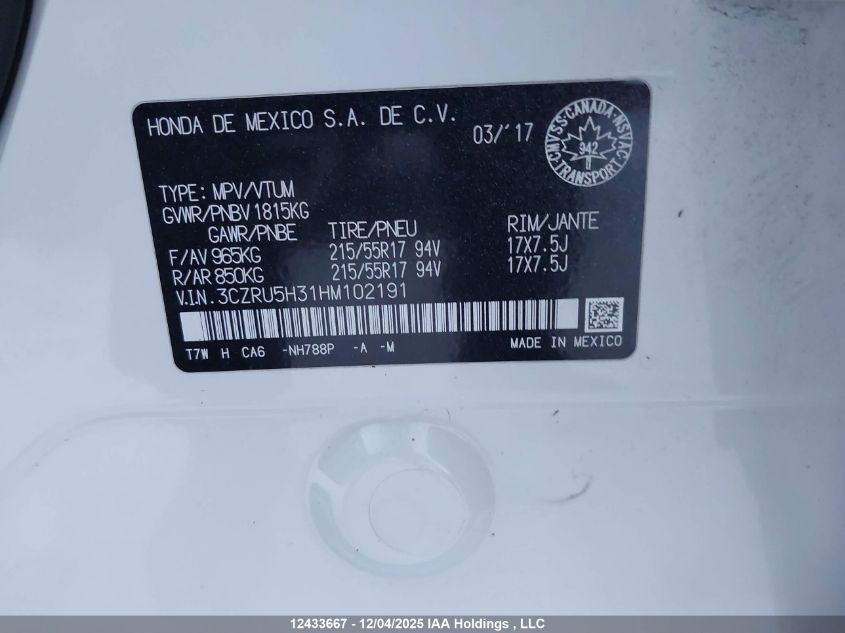 HONDA DE MEXICO S.A. DE C.V.
03/'17
CMVSS·CANADA·NSVAC
942
TRANSPORT
TYPE: MPV/VTUM
GVWR/PNBV 1815KG
GAWR/PNBE TIRE/PNEU RIM/JANTE
F/AV 965KG 215/55R17 94V 17X7.5J
R/AR 850KG 215/55R17 94V 17X7.5J
V.I.N. 3CZRU5H31HM102191
T7W H CA6 -NH788P -A -M MADE IN MEXICO
12433667 - 12/04/2025 IAA Holdings , LLC